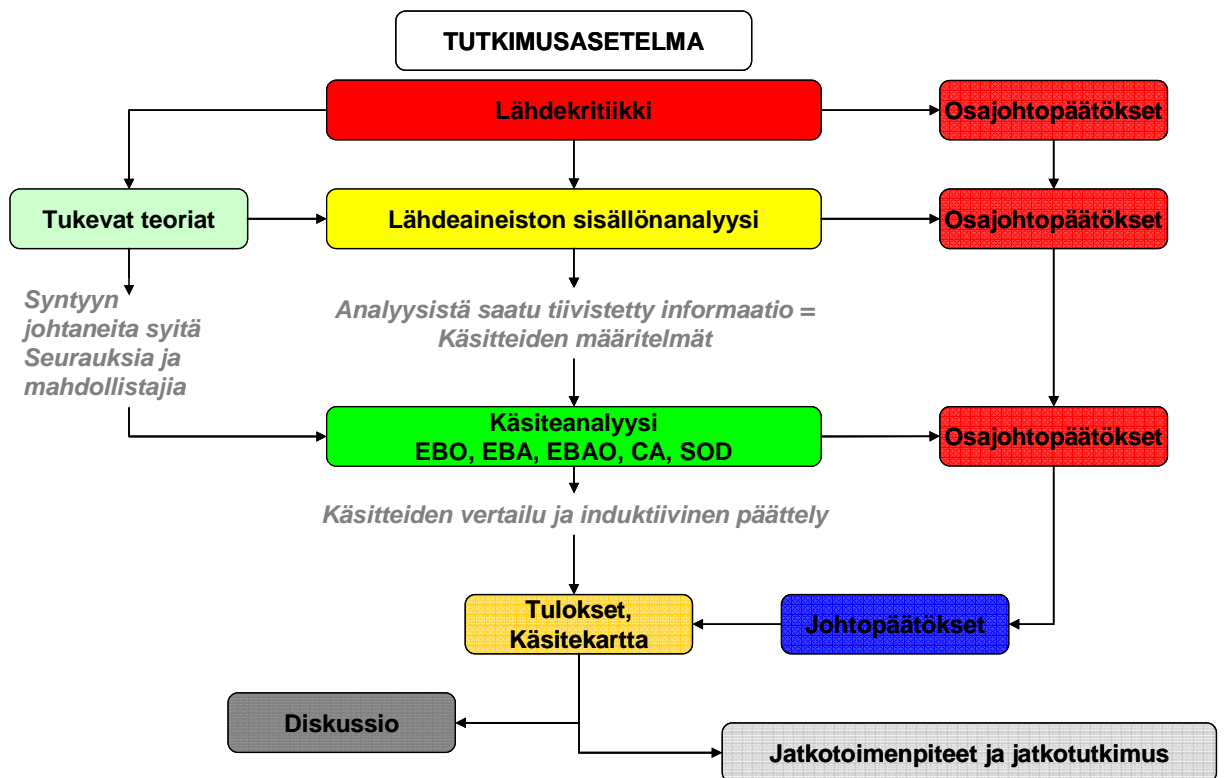 TUTKIMUSASETELMA
Lähdekritiikki
Osajohtopäätökset
Tukevat teoriat
Lähdeaineiston sisällönanalyysi
Osajohtopäätökset
Syntyyn
johtaneita syitä
Seurauksia ja
mahdollistajia
Analyysistä saatu tiivistetty informaatio =
Käsitteiden määritelmät
Käsiteanalyysi
EBO, EBA, EBAO, CA, SOD
Osajohtopäätökset
Käsitteiden vertailu ja induktiivinen päättely
Tulokset,
Käsitekartta
Johtopäätökset
Diskussio
Jatkotoimenpiteet ja jatkotutkimus